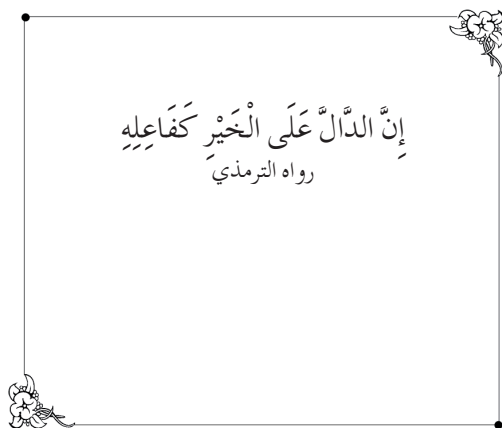 إِنَّ الدَّالَّ عَلَى الْخَيْرِ كَفَاعِلِهِ
رواه الترمذي